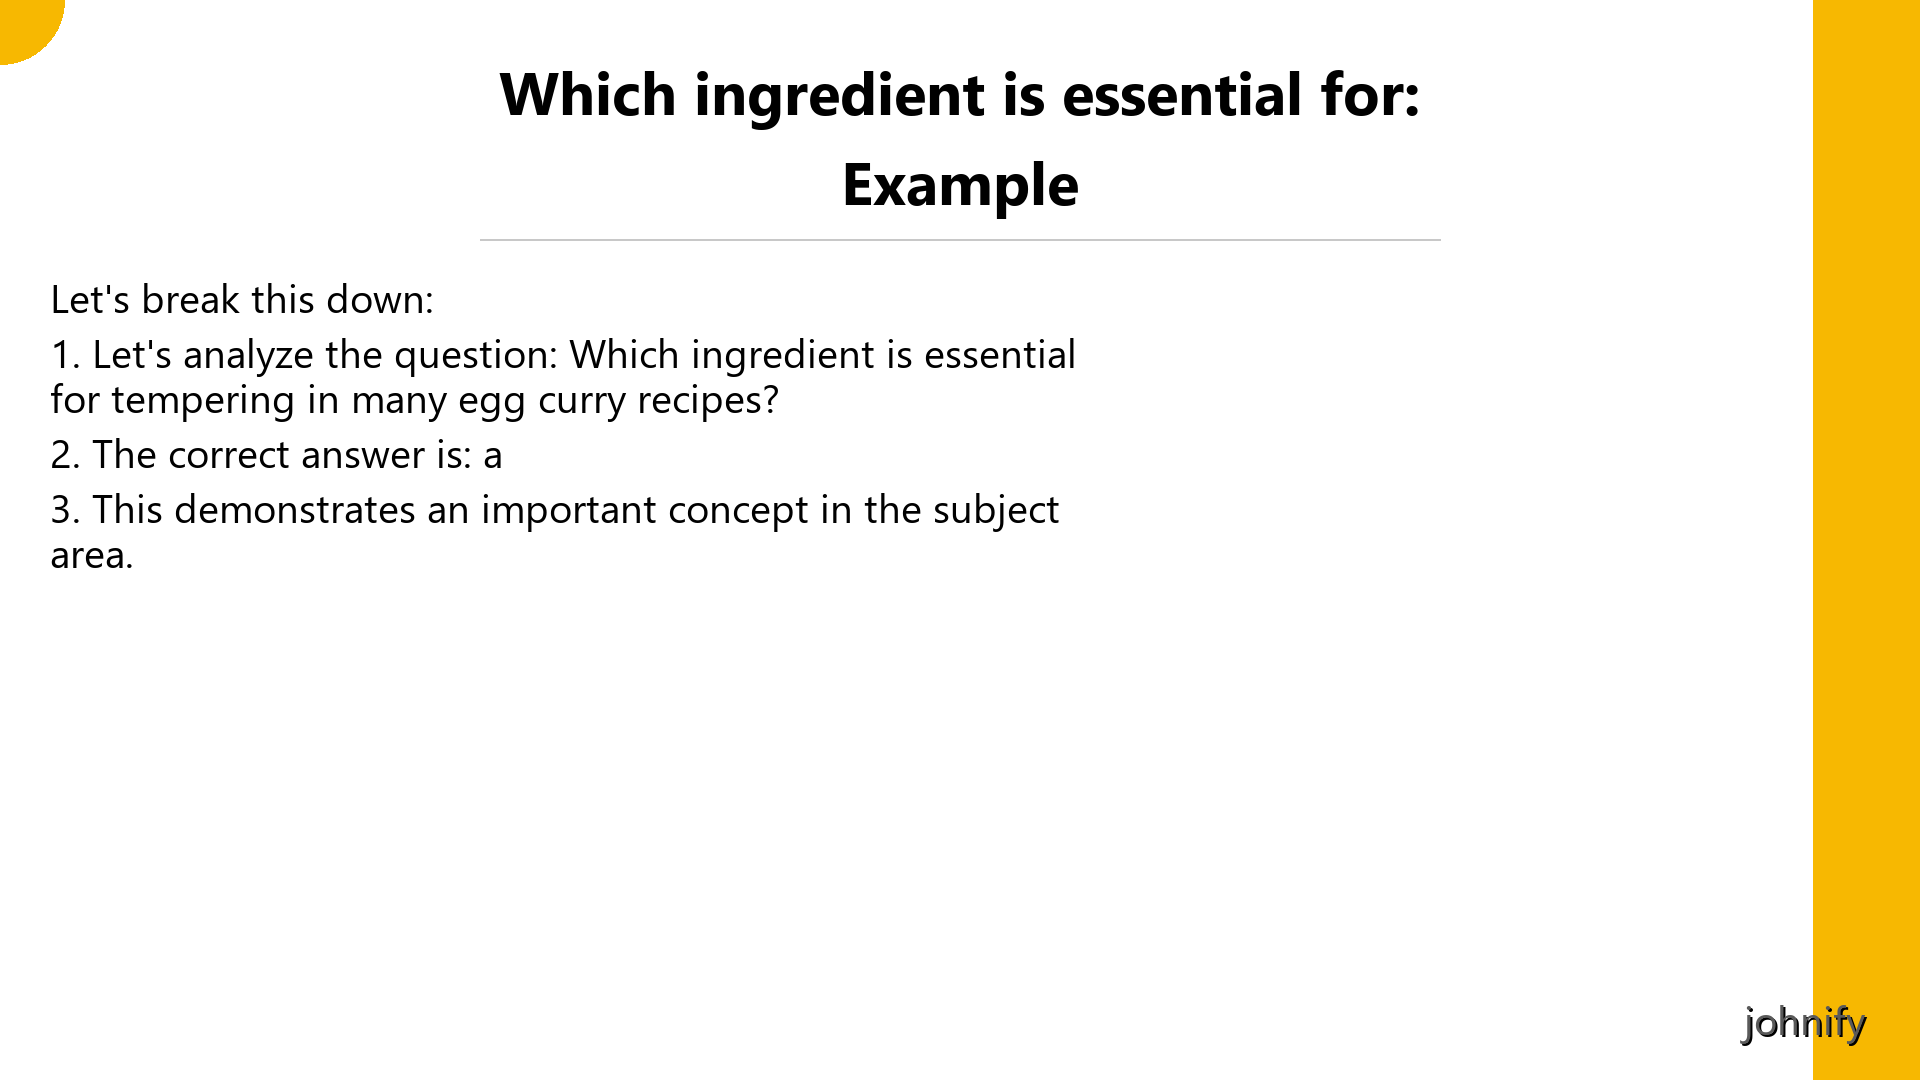 Which ingredient is essential for:
Example
Let's break this down:
1. Let's analyze the question: Which ingredient is essential
for tempering in many egg curry recipes?
2. The correct answer is: a
3. This demonstrates an important concept in the subject
area.
johnify